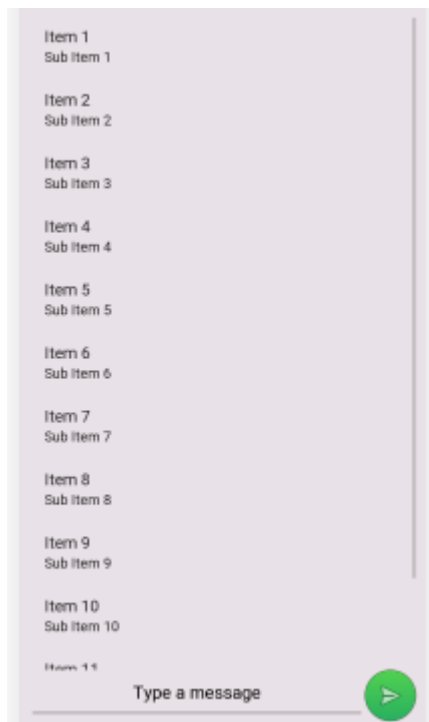 Item 1
Sub Item 1
Item 2
Sub Item 2
Item 3
Sub Item 3
Item 4
Sub Item 4
Item 5
Sub Item 5
Item 6
Sub Item 6
Item 7
Sub Item 7
Item 8
Sub Item 8
Item 9
Sub Item 9
Item 10
Sub Item 10
Item 11
Type a message